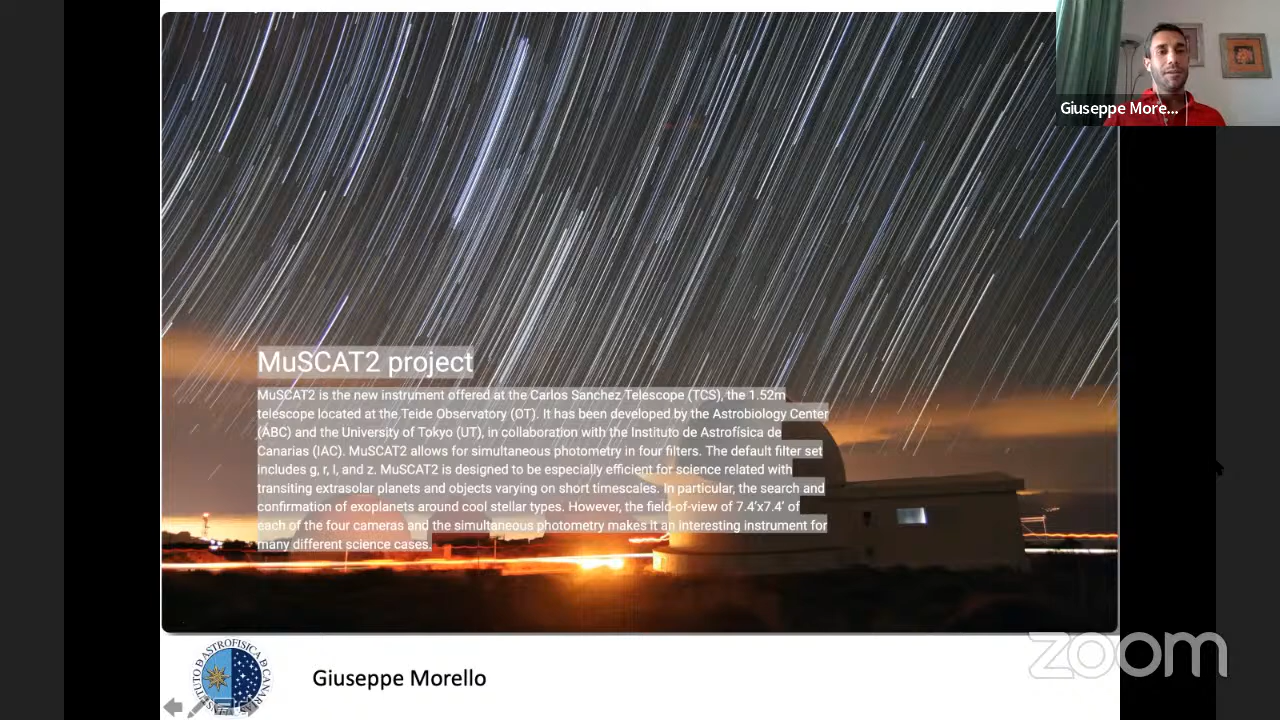 Giuseppe More...
MuSCAT2 project
MuSCAT2 is the new instrument offered at the Carlos Sanchez Telescope (TCS), the 1.52m
telescope located at the Teide Observatory (OT). It has been developed by the Astrobiology Center
(ABC) and the University of Tokyo (UT), in collaboration with the Instituto de Astrofísica de
Canarias (IAC). MuSCAT2 allows for simultaneous photometry in four filters. The default filter set
includes g, r, I, and z. MuSCAT2 is designed to be especially efficient for science related with
transiting extrasolar planets and objects varying on short timescales. In particular, the search and
confirmation of exoplanets around cool stellar types. However, the field-of-view of 7.4'x7.4' of
each of the four cameras and the simultaneous photometry makes it an interesting instrument for
many different science cases.
zoom
Giuseppe Morello